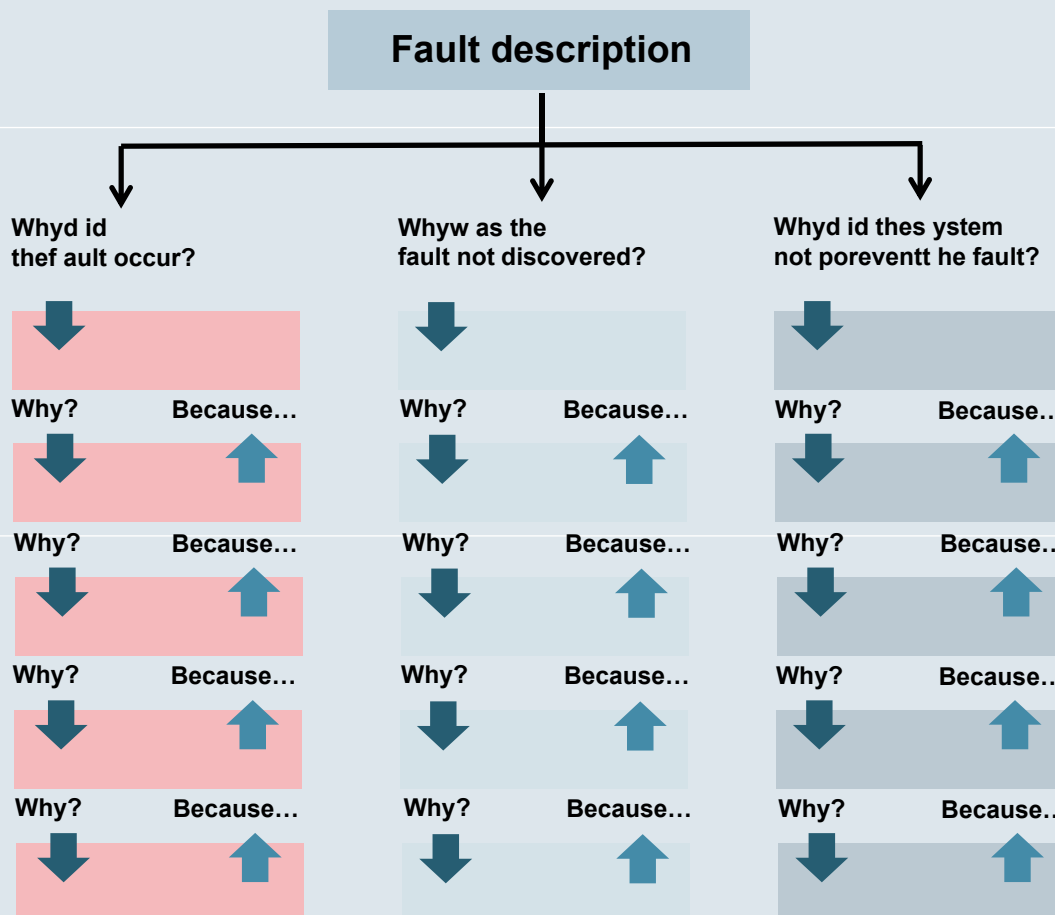 Fault description
Whyd id
thef ault occur?
Whyw as the
fault not discovered?
Whyd id thes ystem
not poreventt he fault?
Why? Because…
Why? Because…
Why? Because…
Why? Because…
Why? Because…
Why? Because…
Why? Because…
Why? Because…
Why? Because…
Why? Because…
Why? Because…
Why? Because…